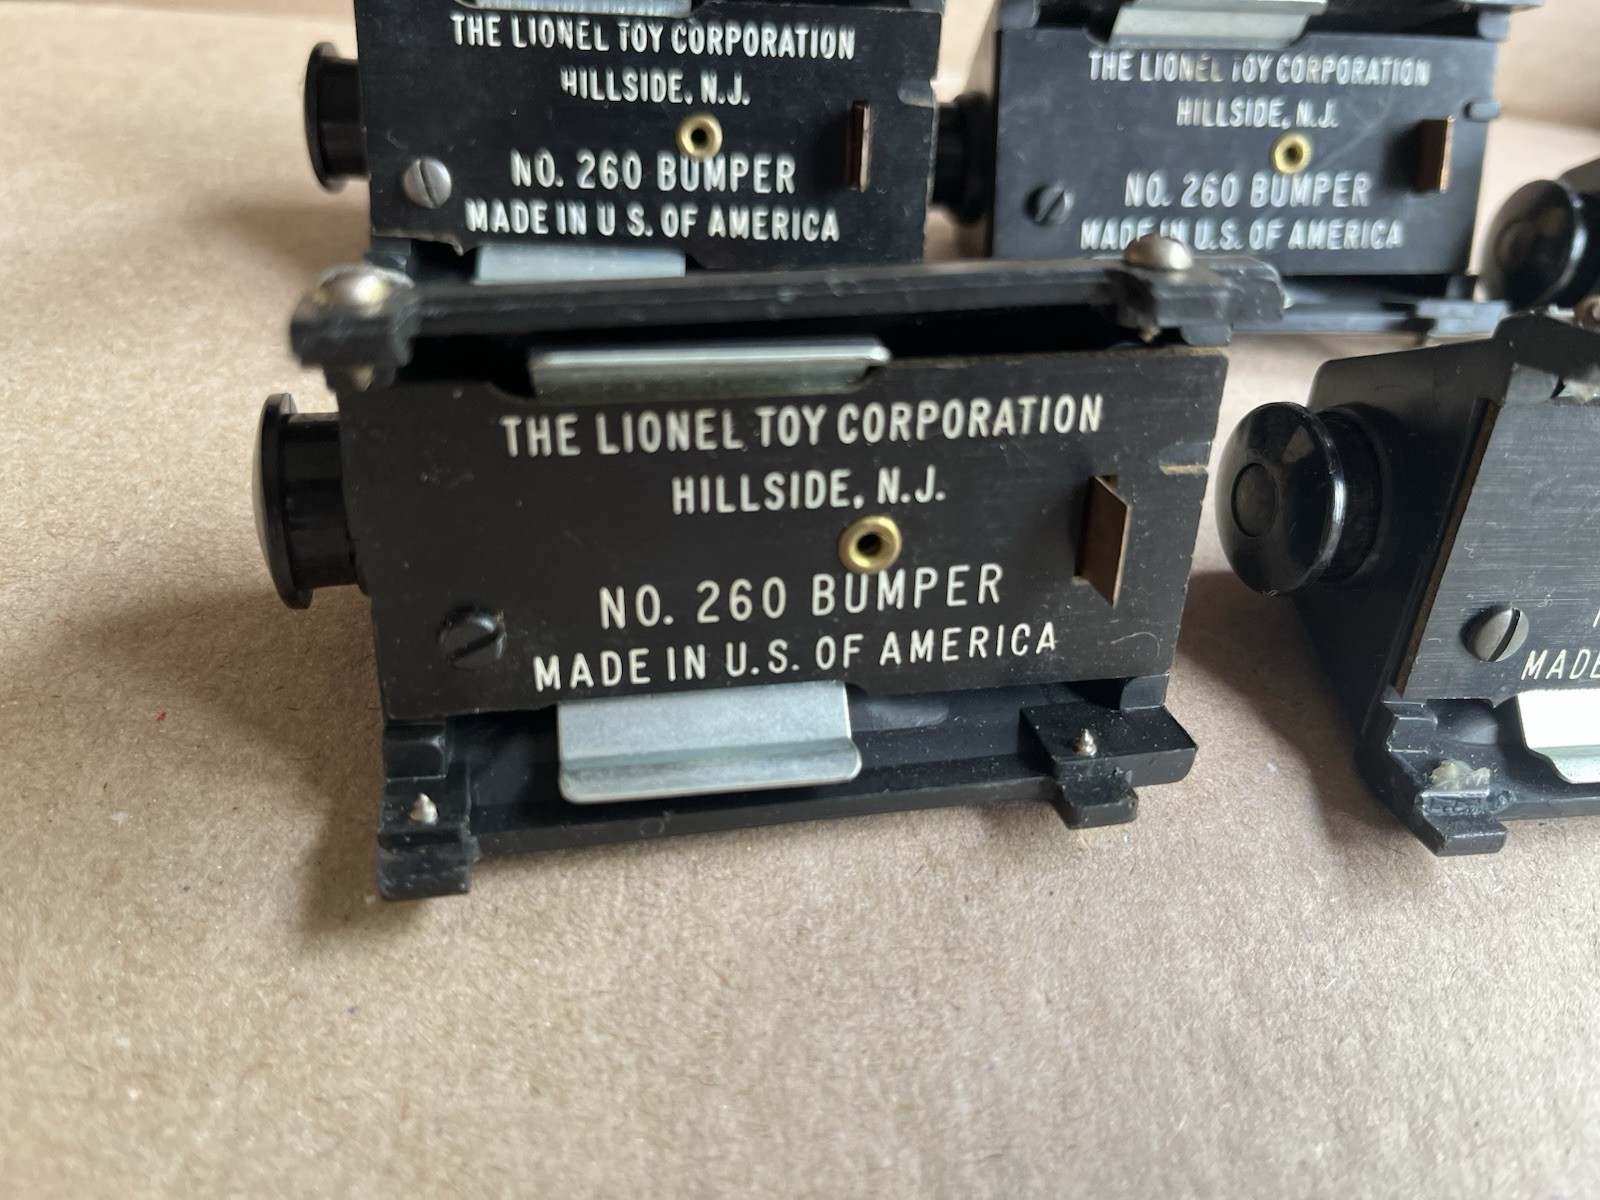 THE LIONEL TOY CORPORATION
HILLSIDE, N.J.
NO. 260 BUMPER
MADE IN U.S. OF AMERICA
THE LIONEL TOY CORPORATION
HILLSIDE, N.J.
NO. 260 BUMPER
MADE IN U.S. OF AMERICA
THE LIONEL TOY CORPORATION
HILLSIDE, N.J.
NO. 260 BUMPER
MADE IN U.S. OF AMERICA
MADE